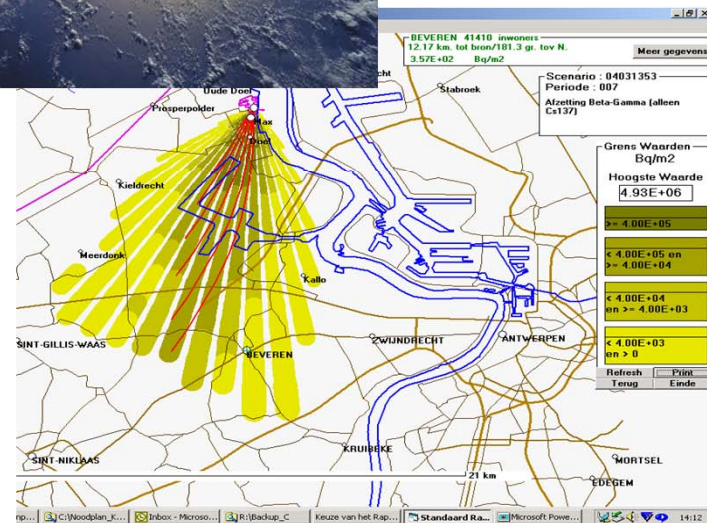 BEVEREN 41410 inwoners
12.17 km. tot bron/181.3 gr. tov N.
3.57E+02 Bq/m2
Meer gegevens
Scenario : 04031353
Periode : 007
Afzetting Beta-Gamma (alleen
Cs137)
Grens Waarden
Bq/m2
Hoogste Waarde
4.93E+06
>= 4.00E+05
< 4.00E+05 en
>= 4.00E+04
< 4.00E+04
en >= 4.00E+03
< 4.00E+03
en > 0
Refresh Print
Terug Einde
cht
Stabroek
Oude Doel
Prosperpolder
Max
Doel
Kieldrecht
Meerdonk
Kallo
SINT-GILLIS-WAAS
BEVEREN
ZWIJNDRECHT
ANTWERPEN
KRUIBEKE
SINT-NIKLAAS
MORTSEL
21 km
EDEGEM
np... C:\Noodplan_K... Inbox - Microso... R:\Backup_C Keuze van het Rap... Standaard Ra... Microsoft Powe... 14:12